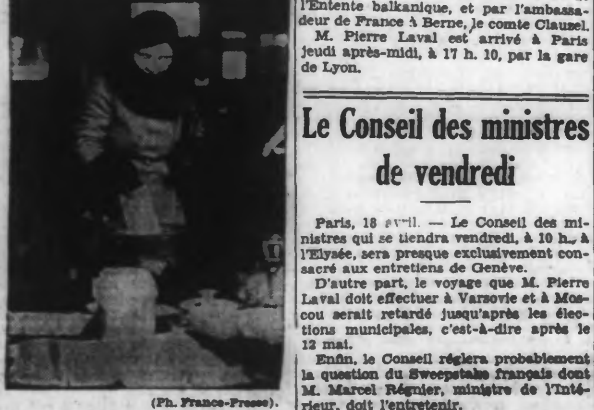 l'Entente balkanique, et par l'ambassa-
deur de France à Berne, le comte Clauzel.
M. Pierre Laval est arrivé à Paris
jeudi après-midi, à 17 h. 10, par la gare
de Lyon.
Le Conseil des ministres
de vendredi
Paris, 18 avril. — Le Conseil des mi-
nistres qui se tiendra vendredi, à 10 h., à
l'Elysée, sera presque exclusivement con-
sacré aux entretiens de Genève.
D'autre part, le voyage que M. Pierre
Laval doit effectuer à Varsovie et à Mos-
cou serait retardé jusqu'après les élec-
tions municipales, c'est-à-dire après le
12 mai.
Enfin, le Conseil réglera probablement
la question du Sweepstake français dont
M. Marcel Régnier, ministre de l'Inté-
rieur, doit l'entretenir.
(Ph. France-Presse).